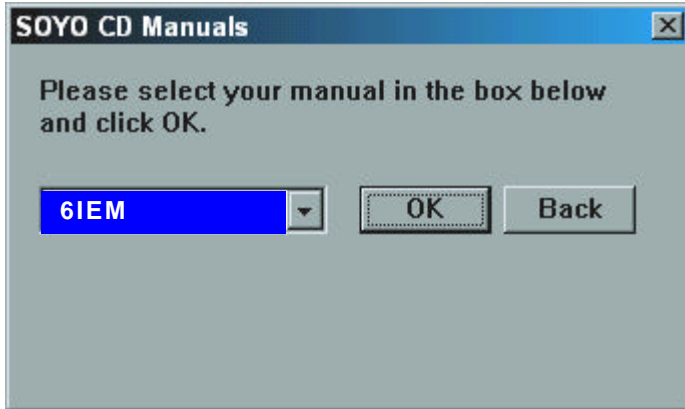 SOYO CD Manuals
Please select your manual in the box below
and click OK.
6IEM OK Back